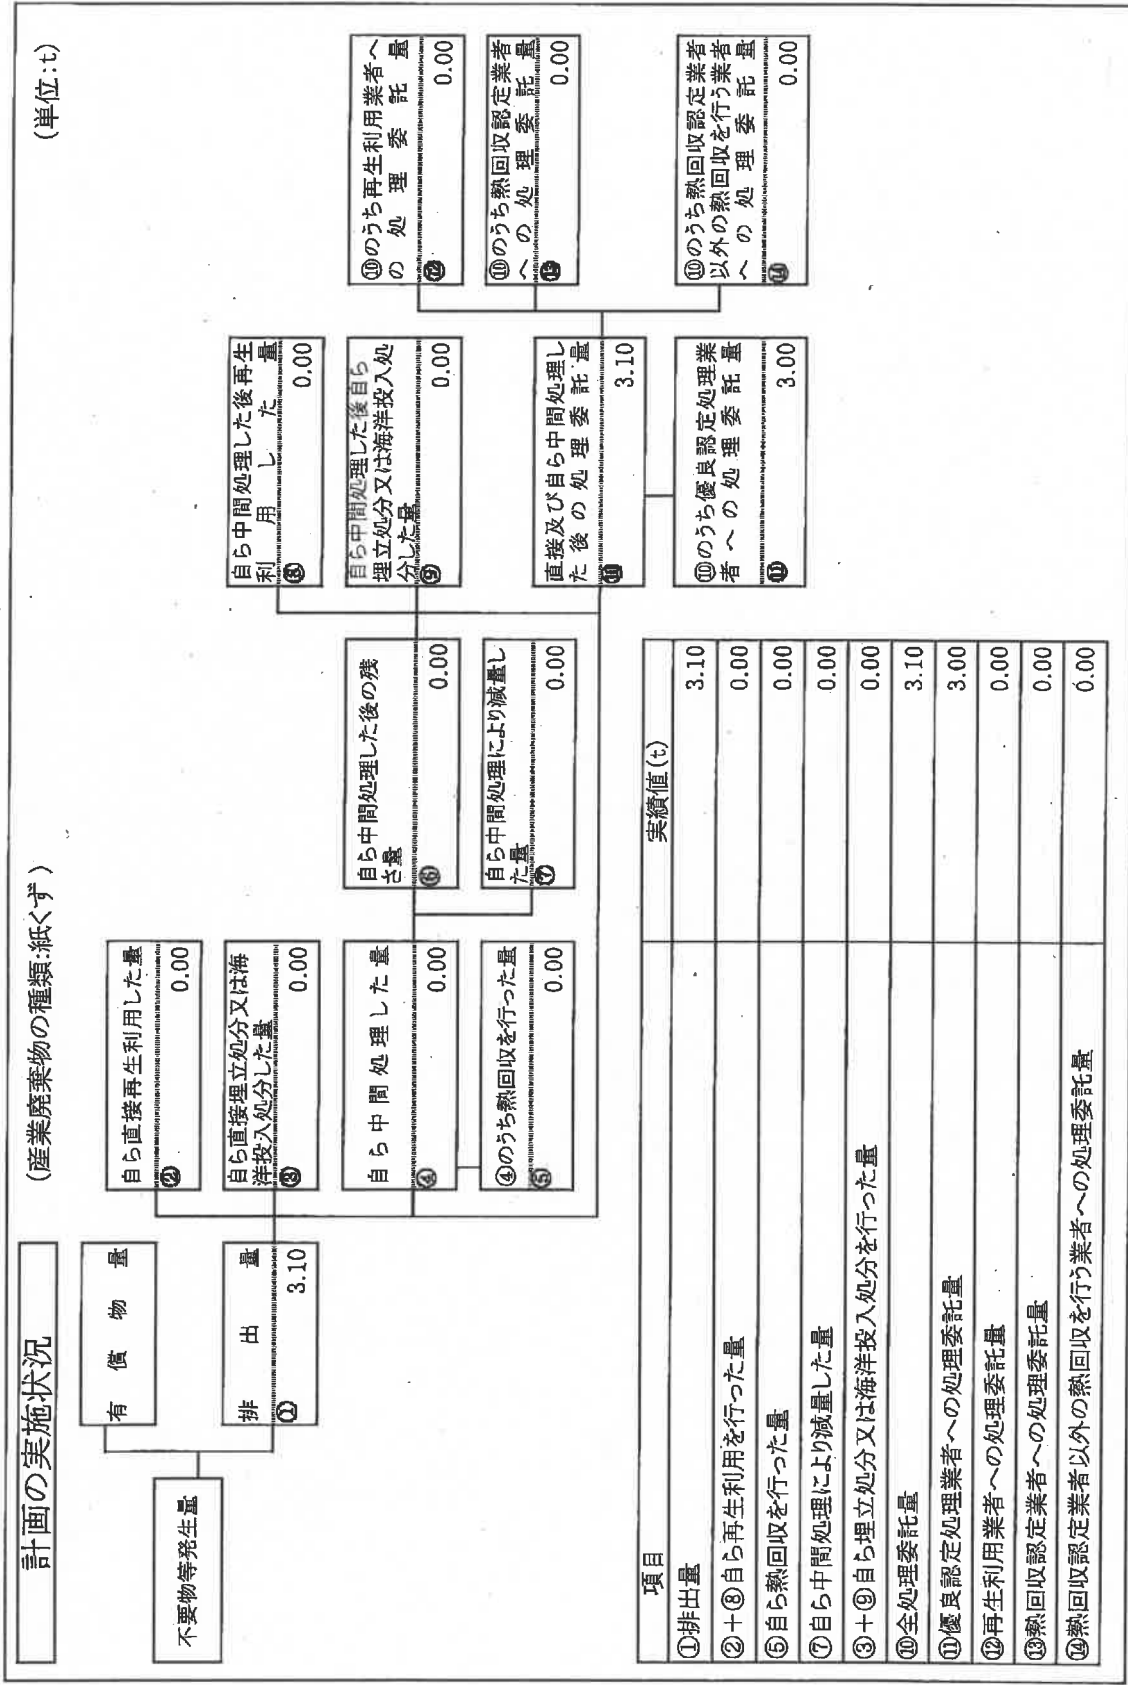 計画の実施状況
(産業廃棄物の種類:紙くず)
(単位:t)
不要物等発生量
有償物量
排出量
① 3.10
自ら直接再生利用した量
② 0.00
自ら直接埋立処分又は海
洋投入処分した量
③ 0.00
自ら中間処理した量
④ 0.00
④のうち熱回収を行った量
⑤ 0.00
自ら中間処理した後の残
さ量
⑥ 0.00
自ら中間処理により減量し
た量
⑦ 0.00
自ら中間処理した後再生
利用した量
⑧ 0.00
自ら中間処理した後自ら
埋立処分又は海洋投入処
分した量
⑨ 0.00
直接及び自ら中間処理し
た後の処理委託量
⑩ 3.10
⑩のうち優良認定処理業
者への処理委託量
⑪ 3.00
⑩のうち再生利用業者へ
の処理委託量
⑫ 0.00
⑩のうち熱回収認定業者
への処理委託量
⑬ 0.00
⑩のうち熱回収認定業者
以外の熱回収を行う業者
への処理委託量
⑭ 0.00
項目 実績値(t)
①排出量 3.10
②+⑧自ら再生利用を行った量 0.00
⑤自ら熱回収を行った量 0.00
⑦自ら中間処理により減量した量 0.00
③+⑨自ら埋立処分又は海洋投入処分を行った量 0.00
⑩全処理委託量 3.10
⑪優良認定処理業者への処理委託量 3.00
⑫再生利用業者への処理委託量 0.00
⑬熱回収認定業者への処理委託量 0.00
⑭熱回収認定業者以外の熱回収を行う業者への処理委託量 0.00